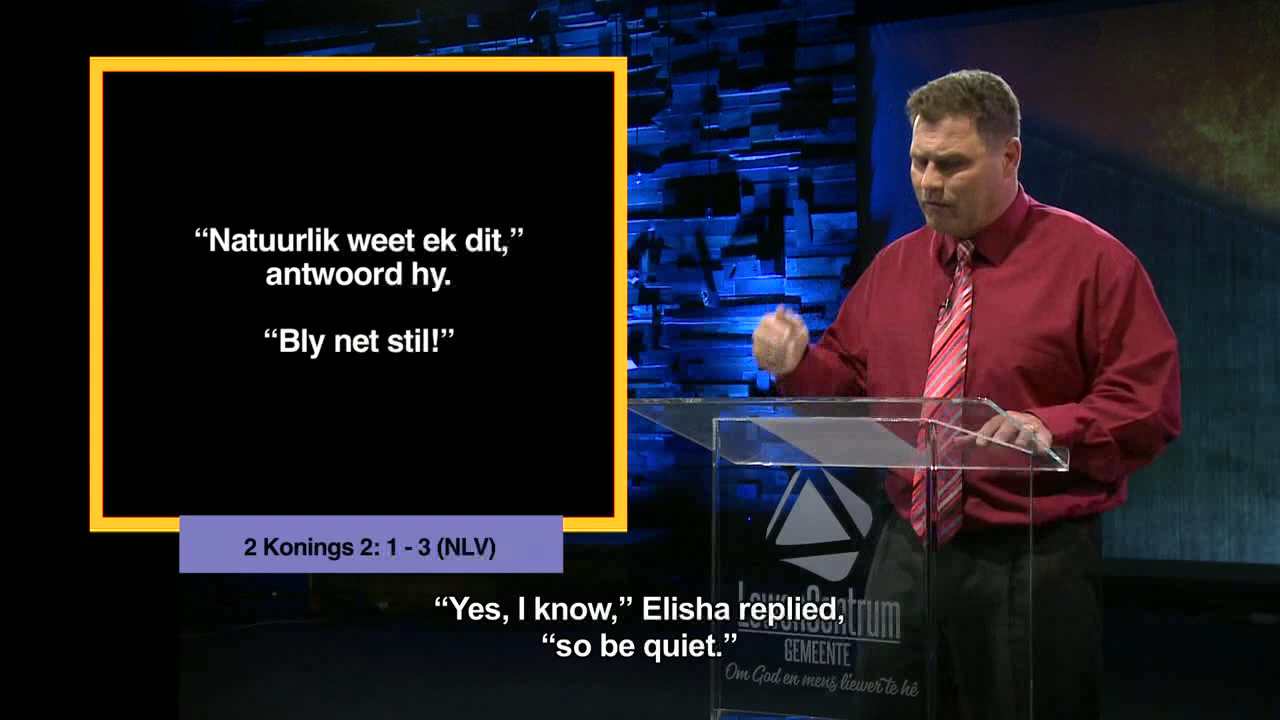 “Natuurlik weet ek dit,”
antwoord hy.
“Bly net stil!”
2 Konings 2: 1 - 3 (NLV)
“Yes, I know,” Elisha replied,
“so be quiet.”
LewenCentrum
GEMEENTE
Om God en mens liewer te hê